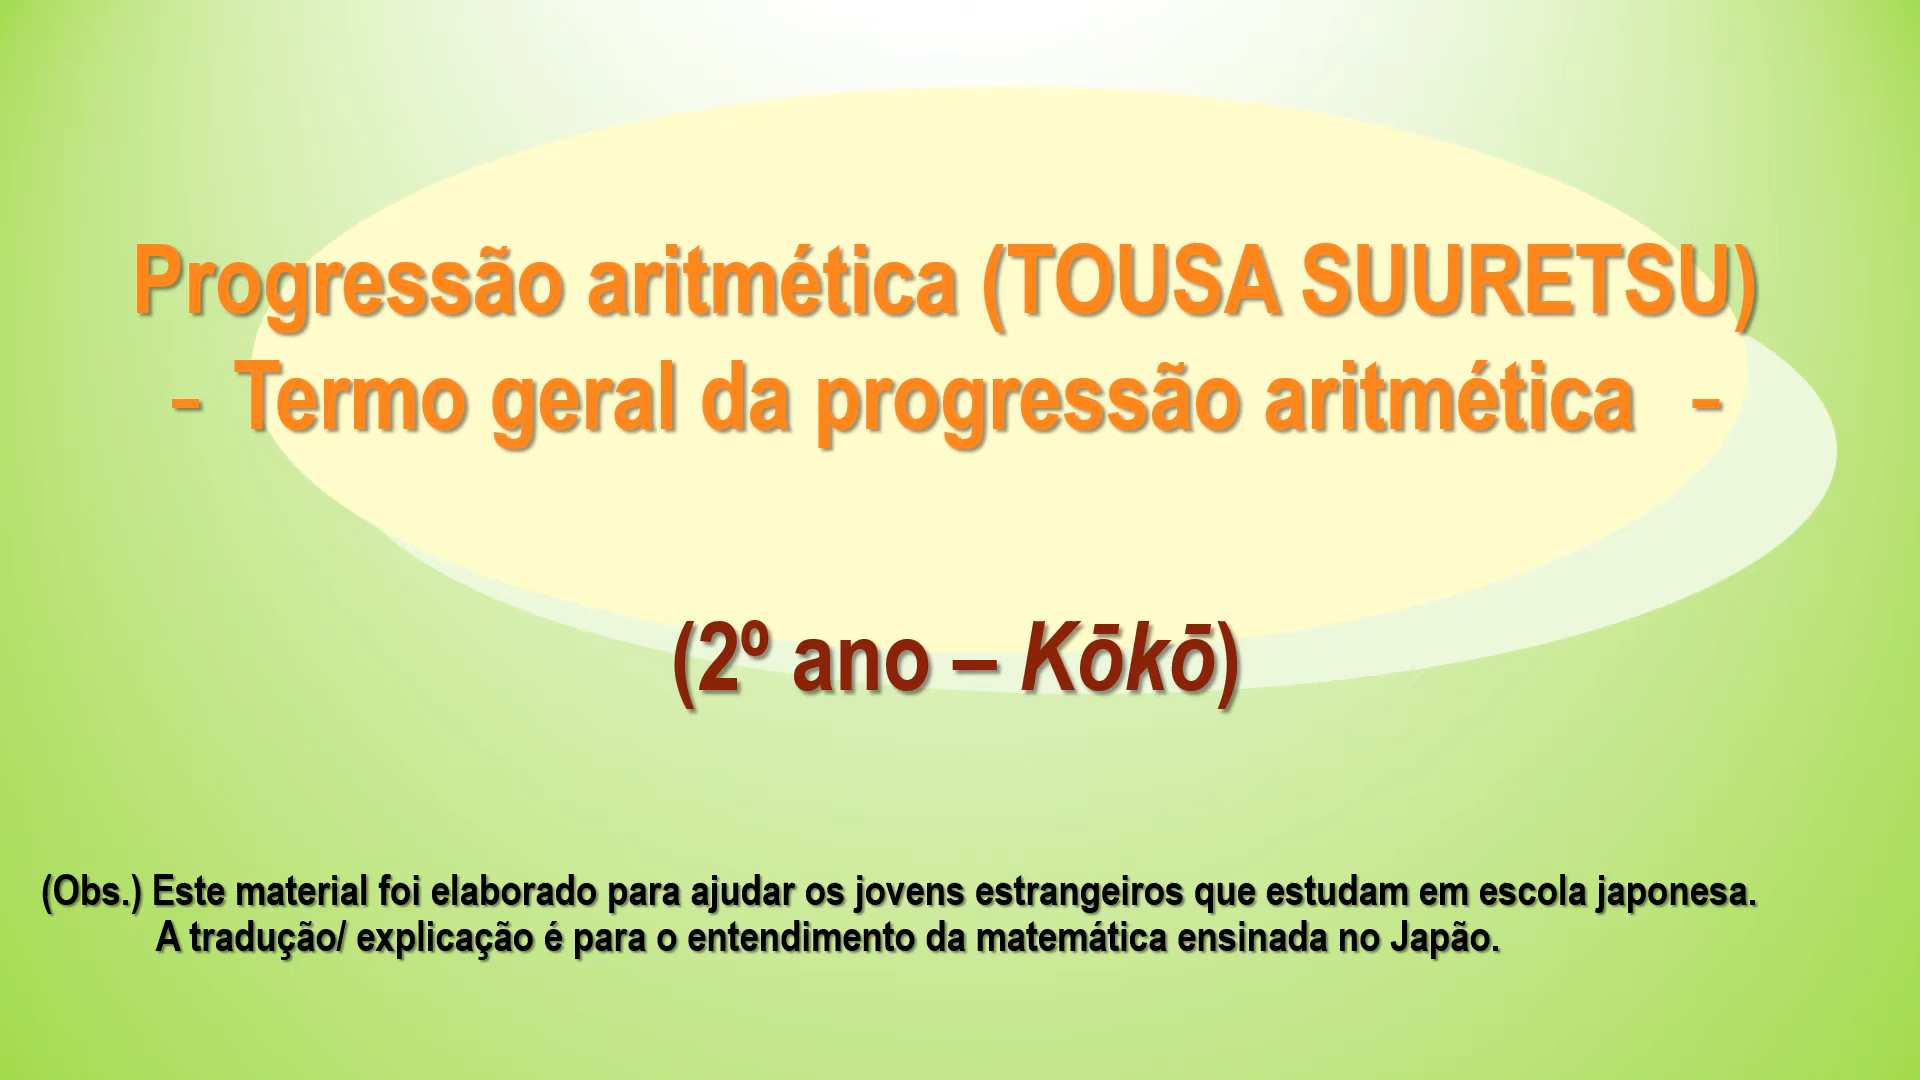 Progressão aritmética (TOUSA SUURETSU)
- Termo geral da progressão aritmética -
(2º ano – Kōkō)
(Obs.) Este material foi elaborado para ajudar os jovens estrangeiros que estudam em escola japonesa.
A tradução/ explicação é para o entendimento da matemática ensinada no Japão.